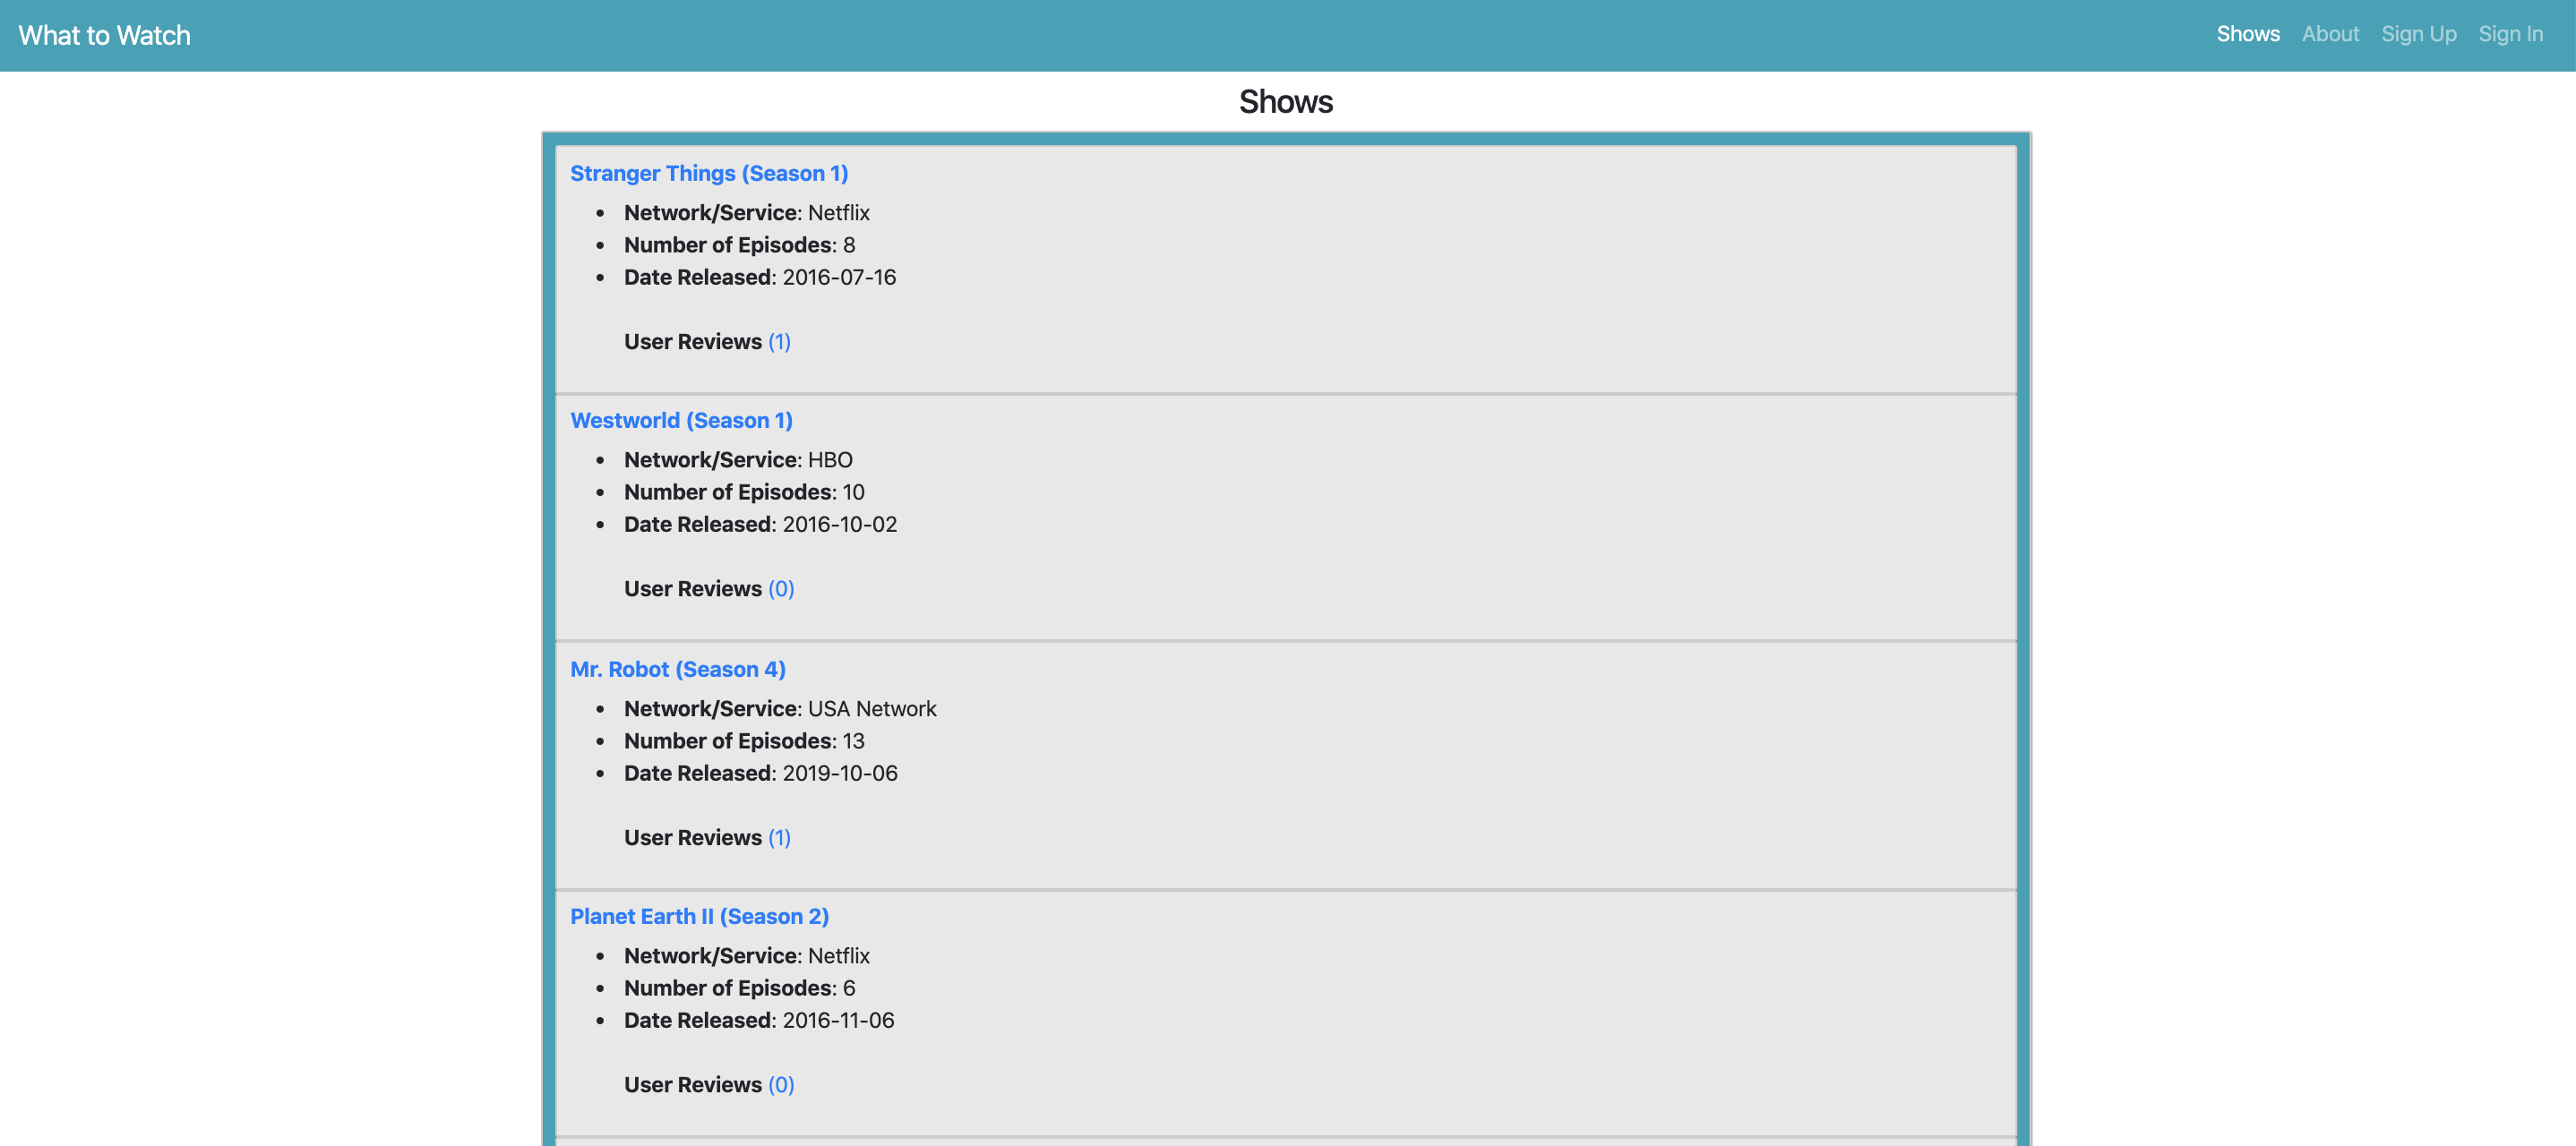 What to Watch
Shows About Sign Up Sign In
Shows
Stranger Things (Season 1)
Network/Service: Netflix
Number of Episodes: 8
Date Released: 2016-07-16
User Reviews (1)
Westworld (Season 1)
Network/Service: HBO
Number of Episodes: 10
Date Released: 2016-10-02
User Reviews (0)
Mr. Robot (Season 4)
Network/Service: USA Network
Number of Episodes: 13
Date Released: 2019-10-06
User Reviews (1)
Planet Earth II (Season 2)
Network/Service: Netflix
Number of Episodes: 6
Date Released: 2016-11-06
User Reviews (0)